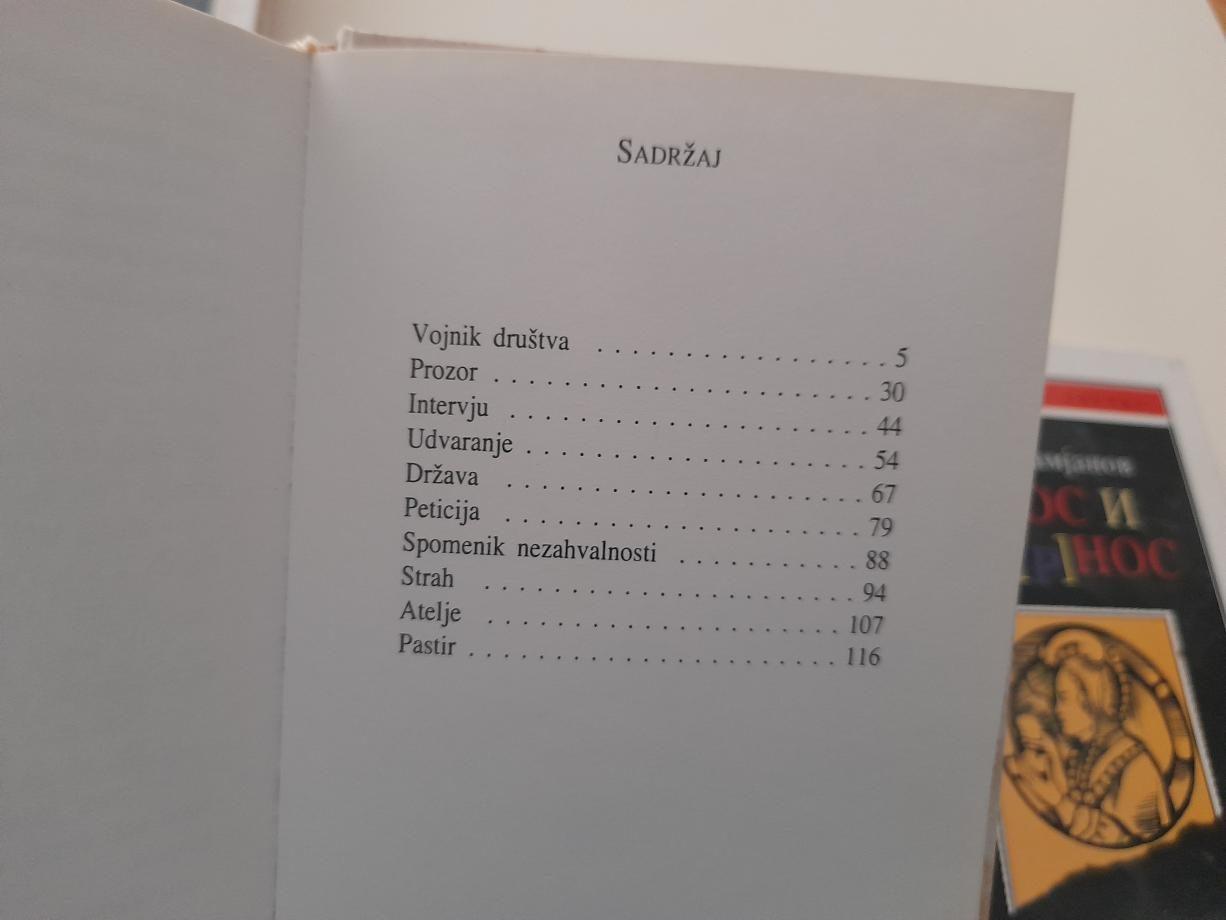 SADRŽAJ
Vojnik društva . . . . . . . . . . . . . . . . . 5
Prozor . . . . . . . . . . . . . . . . . . . . . . 30
Intervju . . . . . . . . . . . . . . . . . . . . . 44
Udvaranje . . . . . . . . . . . . . . . . . . . . 54
Država . . . . . . . . . . . . . . . . . . . . . 67
Peticija . . . . . . . . . . . . . . . . . . . . . 79
Spomenik nezahvalnosti . . . . . . . . . . . 88
Strah . . . . . . . . . . . . . . . . . . . . . . 94
Atelje . . . . . . . . . . . . . . . . . . . . 107
Pastir . . . . . . . . . . . . . . . . . . . . . 116
И
НОС